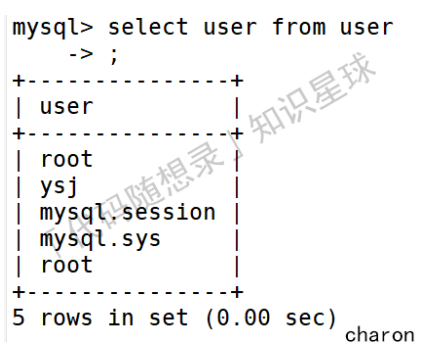 mysql> select user from user
    -> ;
+---------------+
| user          |
+---------------+
| root          |
| ysj           |
| mysql.session |
| mysql.sys     |
| root          |
+---------------+
5 rows in set (0.00 sec)
charon
「代码随想录」知识星球